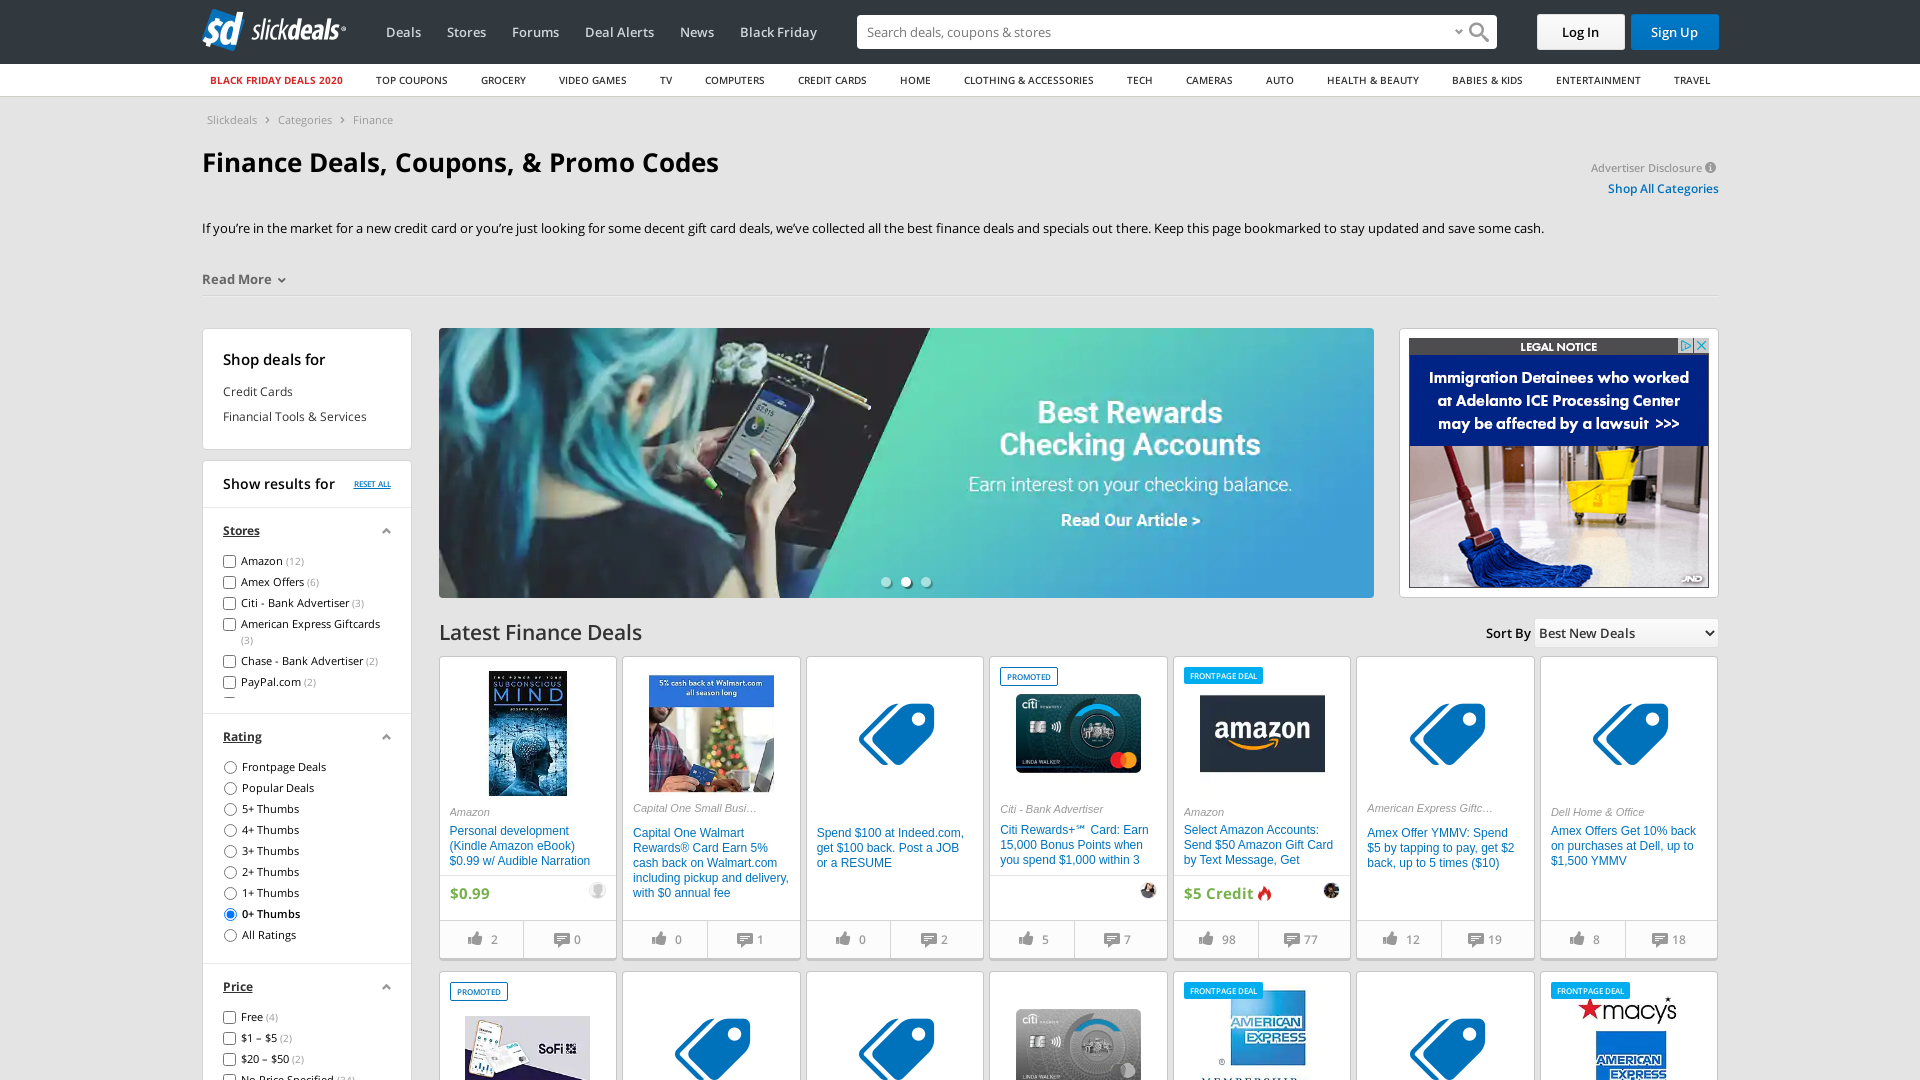 slickdeals
Deals
Stores
Forums
Deal Alerts
News
Black Friday
Search deals, coupons & stores
Log In
Sign Up
BLACK FRIDAY DEALS 2020
TOP COUPONS
GROCERY
VIDEO GAMES
TV
COMPUTERS
CREDIT CARDS
HOME
CLOTHING & ACCESSORIES
TECH
CAMERAS
AUTO
HEALTH & BEAUTY
BABIES & KIDS
ENTERTAINMENT
TRAVEL
Slickdeals > Categories > Finance
Finance Deals, Coupons, & Promo Codes
Advertiser Disclosure
Shop All Categories
If you’re in the market for a new credit card or you’re just looking for some decent gift card deals, we’ve collected all the best finance deals and specials out there. Keep this page bookmarked to stay updated and save some cash.
Read More
Shop deals for
Credit Cards
Financial Tools & Services
Show results for
RESET ALL
Stores
Amazon (12)
Amex Offers (6)
Citi - Bank Advertiser (3)
American Express Giftcards
(3)
Chase - Bank Advertiser (2)
PayPal.com (2)
Rating
Frontpage Deals
Popular Deals
5+ Thumbs
4+ Thumbs
3+ Thumbs
2+ Thumbs
1+ Thumbs
0+ Thumbs
All Ratings
Price
Free (4)
$1 – $5 (2)
$20 – $50 (2)
No Price Specified (34)
Best Rewards
Checking Accounts
Earn interest on your checking balance.
Read Our Article >
LEGAL NOTICE
Immigration Detainees who worked
at Adelanto ICE Processing Center
may be affected by a lawsuit >>>
JND
Latest Finance Deals
Sort By
Best New Deals
THE POWER OF YOUR
SUBCONSCIOUS
MIND
JOSEPH MURPHY
Amazon
Personal development
(Kindle Amazon eBook)
$0.99 w/ Audible Narration
$0.99
2
0
5% cash back at Walmart.com
all season long
Capital One Small Busi…
Capital One Walmart
Rewards® Card Earn 5%
cash back on Walmart.com
including pickup and delivery,
with $0 annual fee
0
1
Spend $100 at Indeed.com,
get $100 back. Post a JOB
or a RESUME
0
2
PROMOTED
citi
LINDA WALKER
Citi - Bank Advertiser
Citi Rewards+℠ Card: Earn
15,000 Bonus Points when
you spend $1,000 within 3
5
7
FRONTPAGE DEAL
amazon
Amazon
Select Amazon Accounts:
Send $50 Amazon Gift Card
by Text Message, Get
$5 Credit
98
77
American Express Giftc…
Amex Offer YMMV: Spend
$5 by tapping to pay, get $2
back, up to 5 times ($10)
12
19
Dell Home & Office
Amex Offers Get 10% back
on purchases at Dell, up to
$1,500 YMMV
8
18
PROMOTED
SoFi
citi
LINDA WALKER
FRONTPAGE DEAL
AMERICAN
EXPRESS
®
MEMBERSHIP
FRONTPAGE DEAL
macys
AMERICAN
EXPRESS